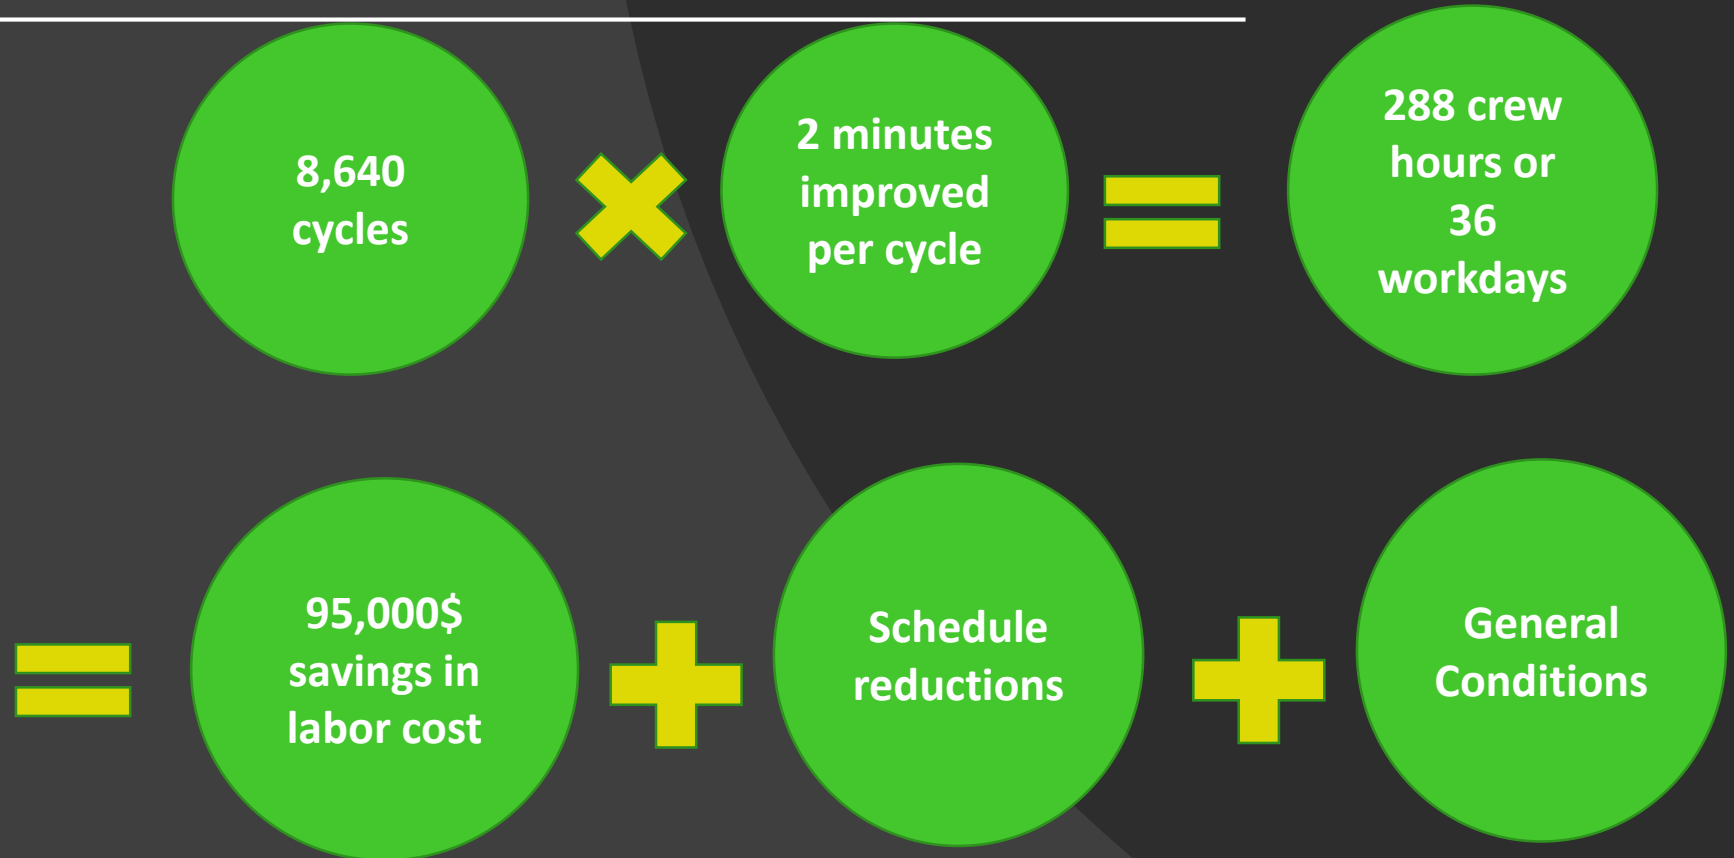 8,640
cycles
2 minutes
improved
per cycle
288 crew
hours or
36
workdays
95,000$
savings in
labor cost
Schedule
reductions
General
Conditions